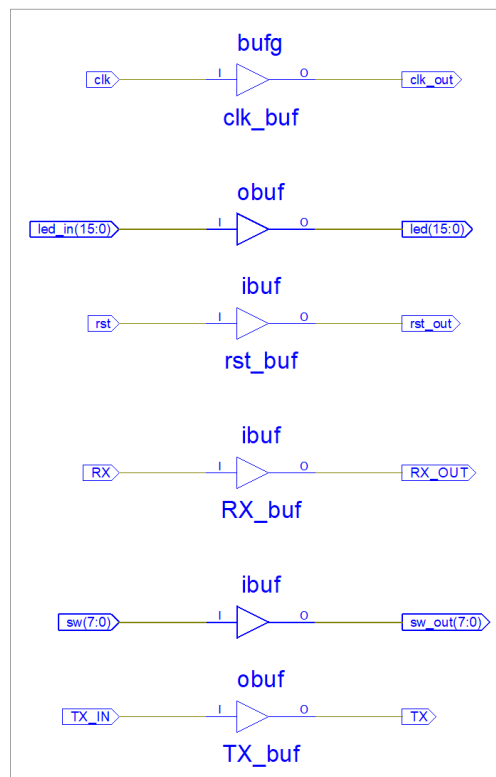 bufg
clk I O clk_out
clk_buf
obuf
led_in(15:0) I O led(15:0)
ibuf
rst I O rst_out
rst_buf
ibuf
RX I O RX_OUT
RX_buf
ibuf
sw(7:0) I O sw_out(7:0)
obuf
TX_IN I O TX
TX_buf